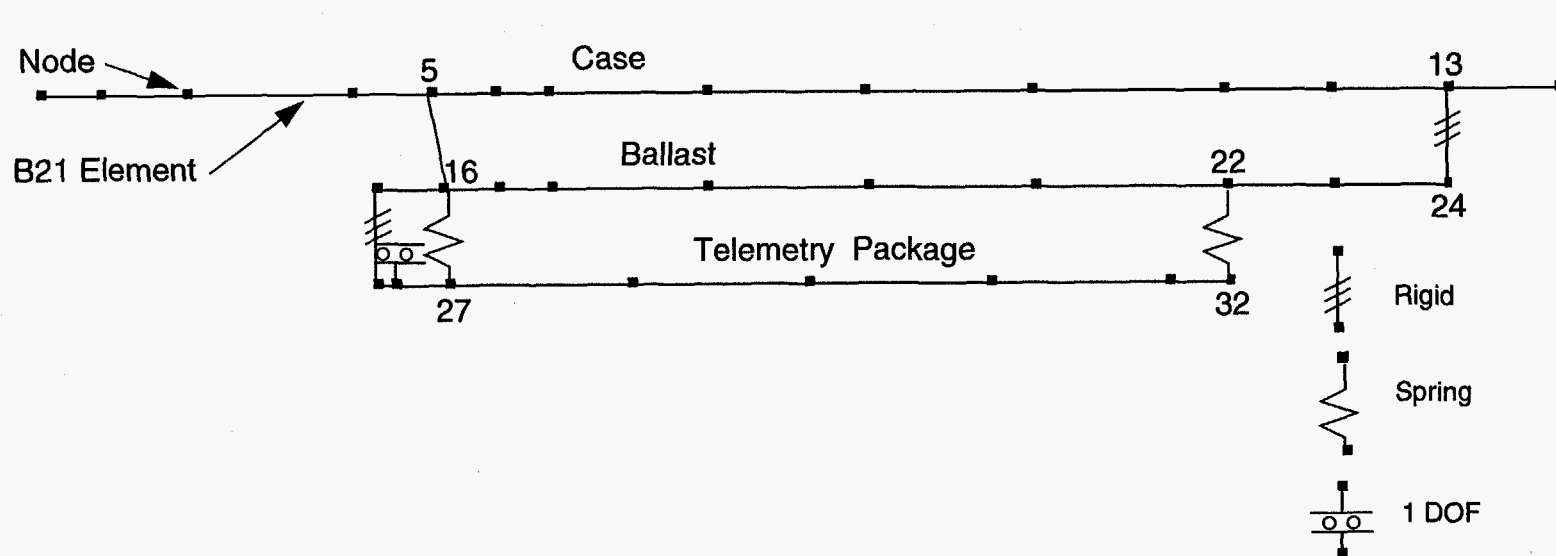 Node
5
Case
13
B21 Element
Ballast
16
22
24
Telemetry Package
27
32
Rigid
Spring
1 DOF